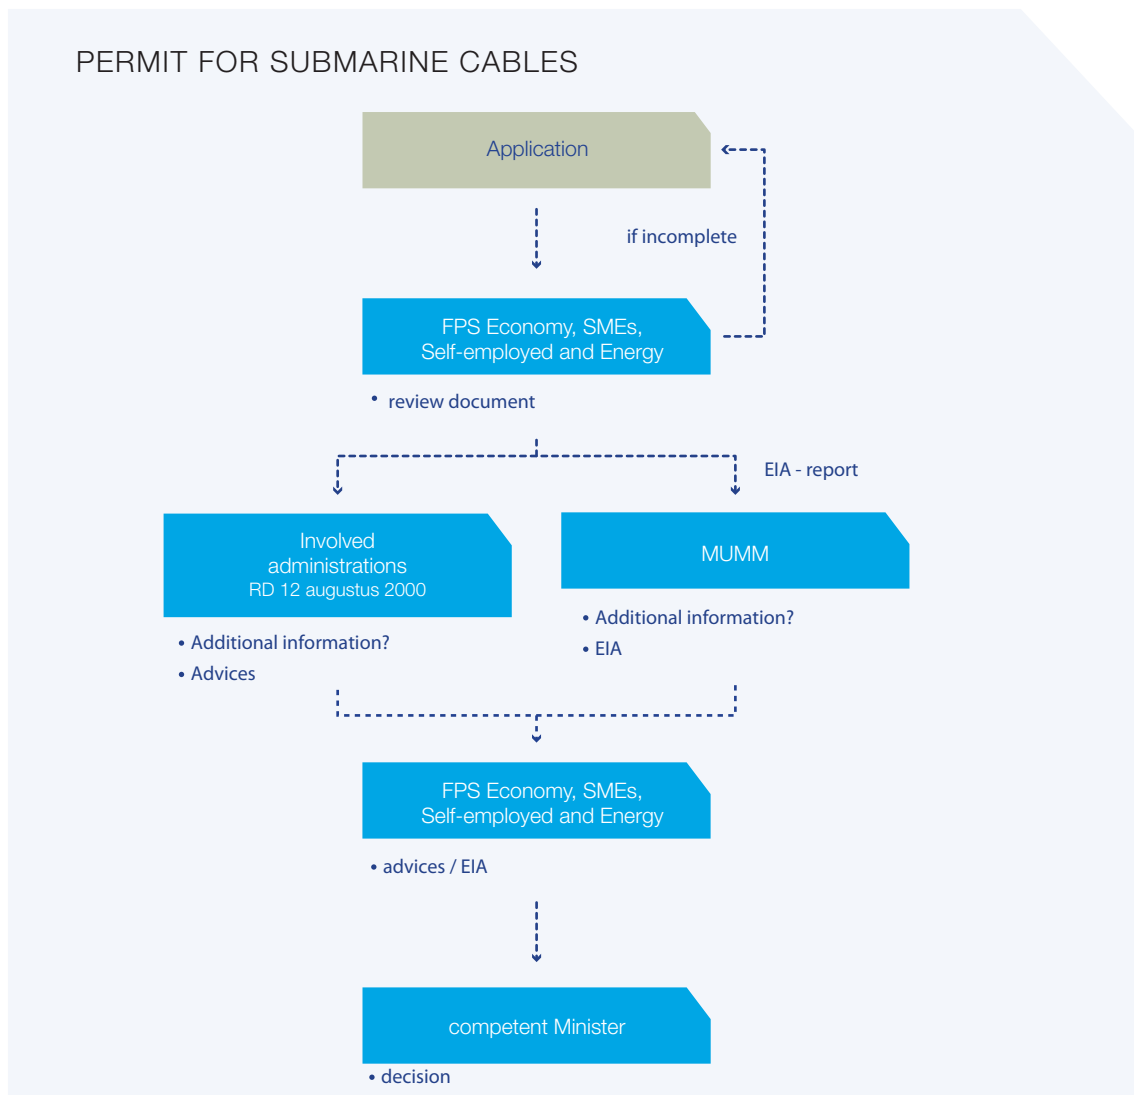 PERMIT FOR SUBMARINE CABLES
Application
if incomplete
FPS Economy, SMEs,
Self-employed and Energy
• review document
EIA - report
Involved
administrations
RD 12 augustus 2000
• Additional information?
• Advices
MUMM
• Additional information?
• EIA
FPS Economy, SMEs,
Self-employed and Energy
• advices / EIA
competent Minister
• decision